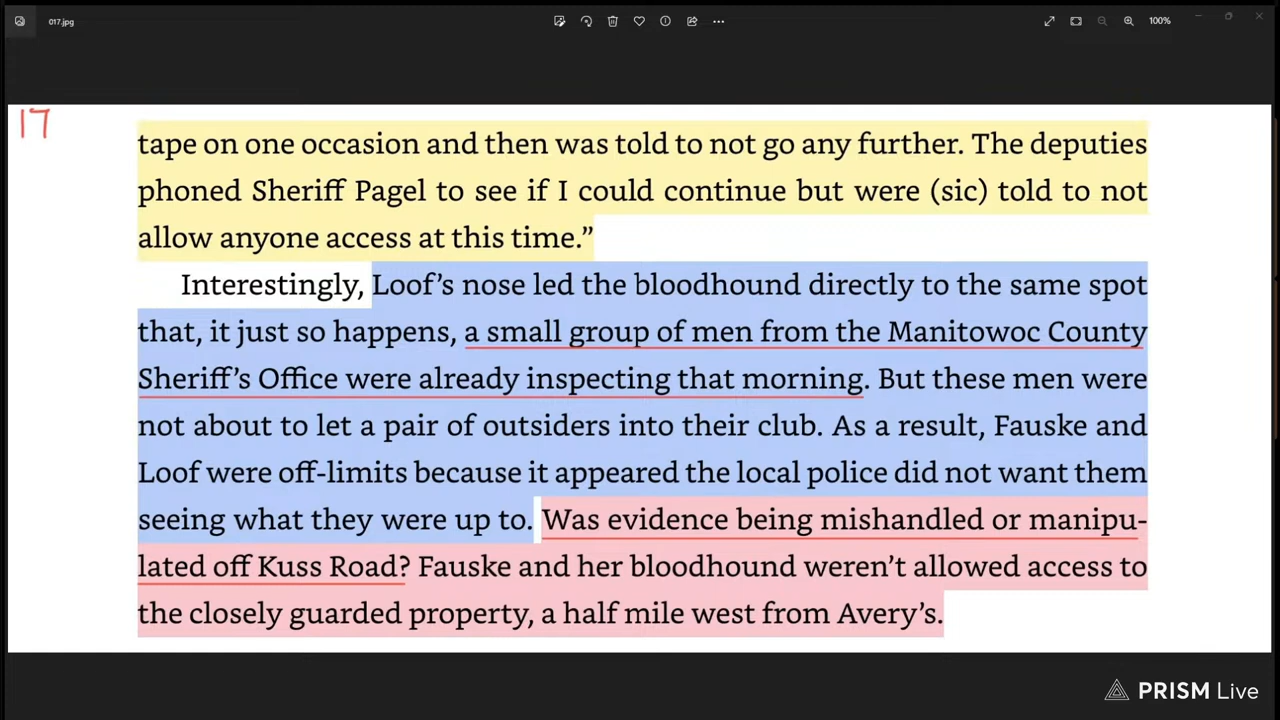 017.jpg
100%
17
tape on one occasion and then was told to not go any further. The deputies
phoned Sheriff Pagel to see if I could continue but were (sic) told to not
allow anyone access at this time.”
Interestingly, Loof’s nose led the bloodhound directly to the same spot
that, it just so happens, a small group of men from the Manitowoc County
Sheriff’s Office were already inspecting that morning. But these men were
not about to let a pair of outsiders into their club. As a result, Fauske and
Loof were off-limits because it appeared the local police did not want them
seeing what they were up to. Was evidence being mishandled or manipu-
lated off Kuss Road? Fauske and her bloodhound weren’t allowed access to
the closely guarded property, a half mile west from Avery’s.
PRISM Live